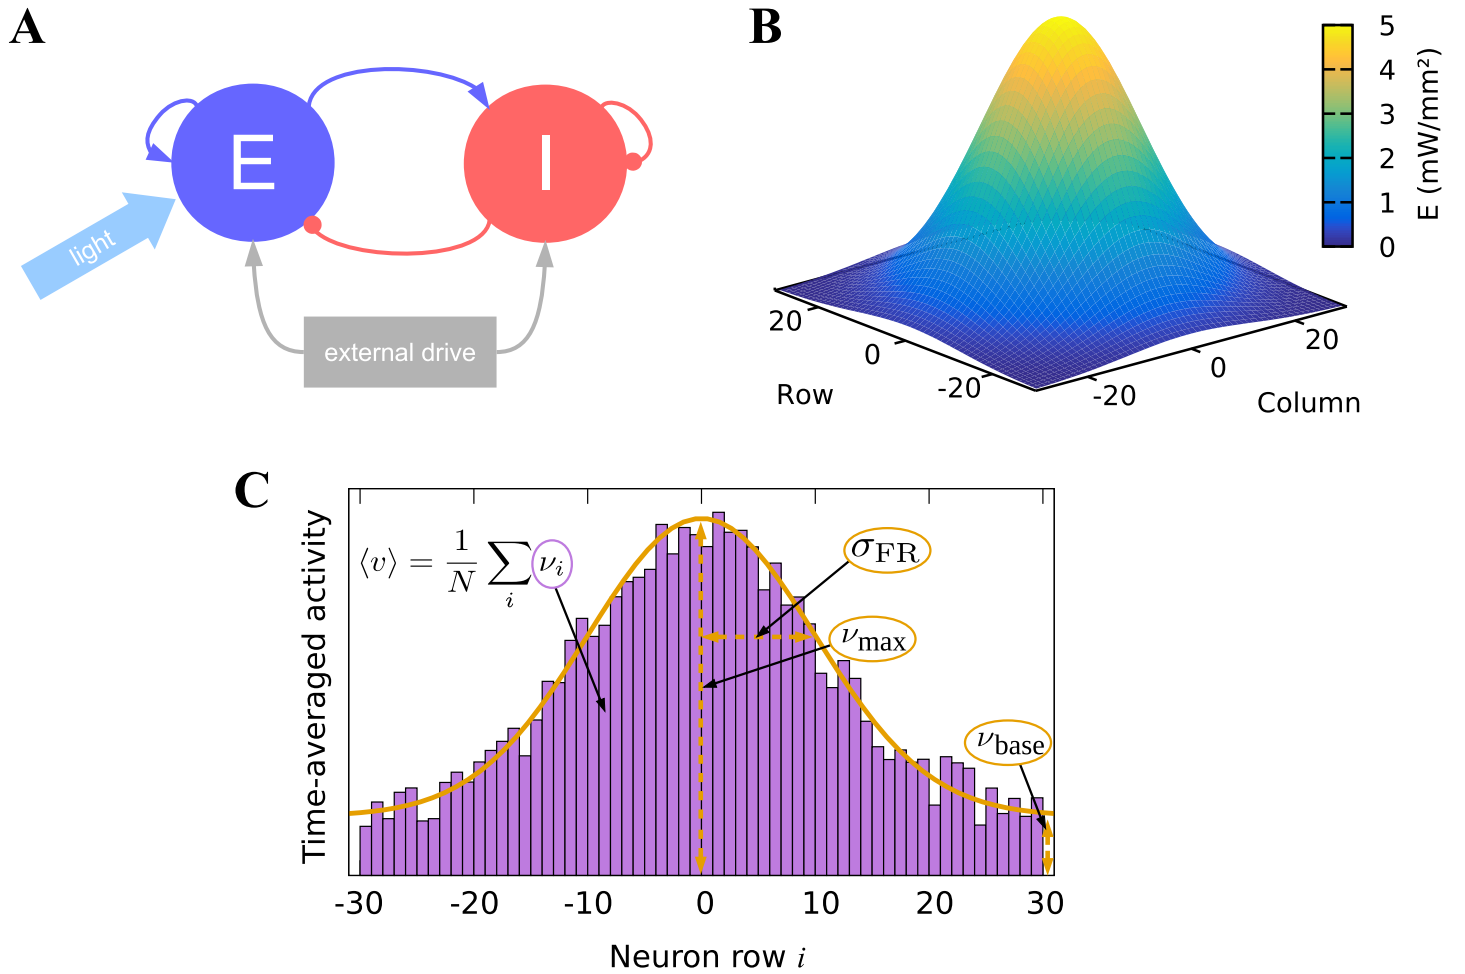 A
E
I
light
external drive
B
5
4
3
2
1
0
E (mW/mm²)
20
0
-20
Row
-20
0
20
Column
C
Time-averaged activity
⟨v⟩ = 1/N ∑i νi
σFR
νmax
νbase
-30 -20 -10 0 10 20 30
Neuron row i